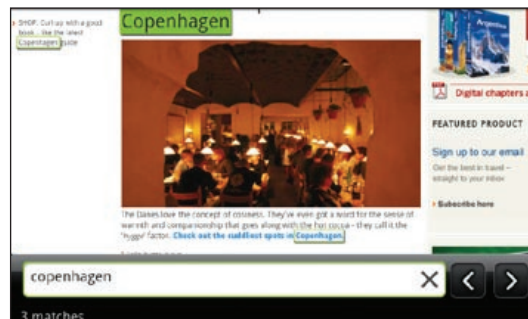 Copenhagen
SHOP. Curl up with a good
book... like the latest
Copenhagen guide
The Danes love the concept of cosiness. They've even got a word for the sense of
warmth and companionship that goes along with the hot cocoa – they call it the
'hygge' factor. Check out the cuddliest spots in Copenhagen.
Argentina
Digital chapters a
FEATURED PRODUCT
Sign up to our email
Get the best in travel –
straight to your inbox
Subscribe here
copenhagen
3 matches